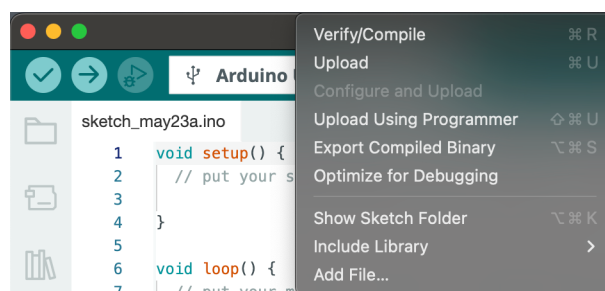 Arduino
sketch_may23a.ino
1 void setup() {
2 // put your
3
4 }
5
6 void loop() {
7 // put your
Verify/Compile ⌘ R
Upload ⌘ U
Configure and Upload
Upload Using Programmer ⇧ ⌘ U
Export Compiled Binary ⌥ ⌘ S
Optimize for Debugging
Show Sketch Folder ⌥ ⌘ K
Include Library >
Add File...